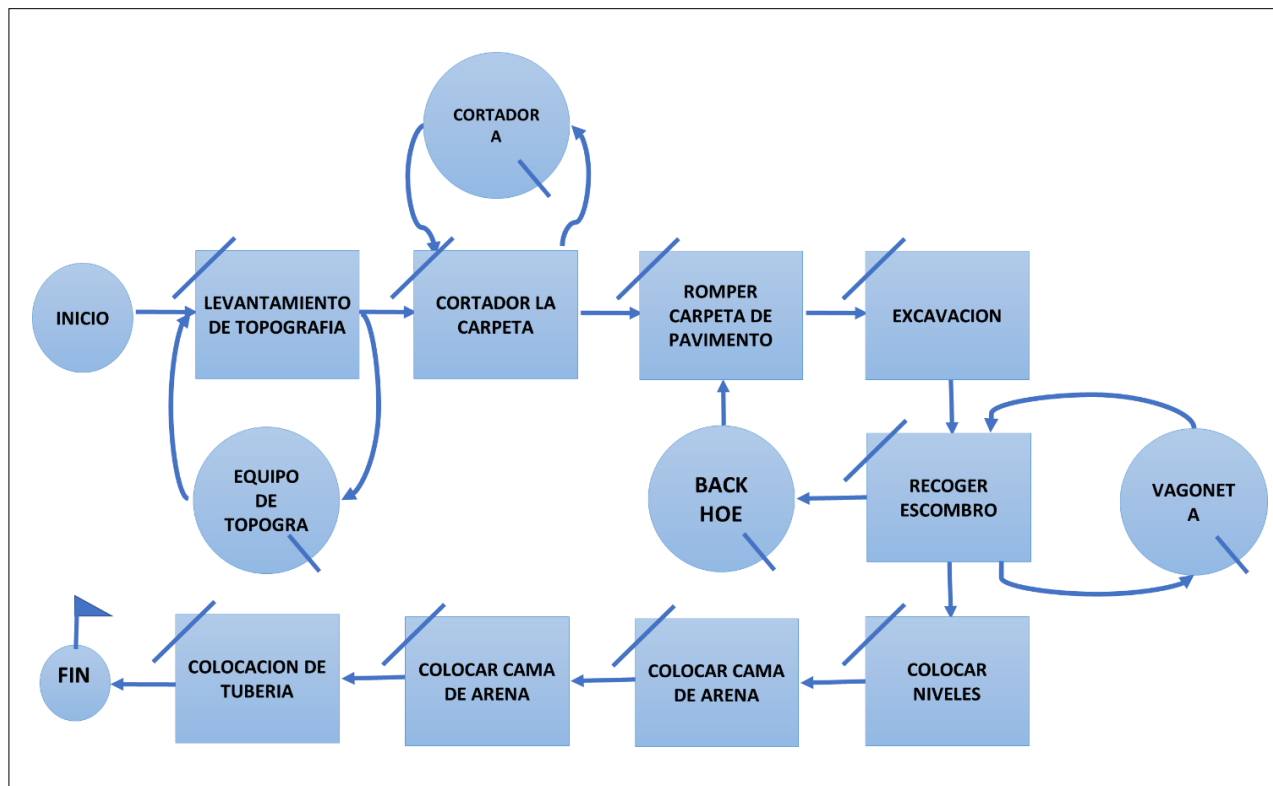 CORTADOR
A
INICIO
LEVANTAMIENTO
DE TOPOGRAFIA
CORTADOR LA
CARPETA
ROMPER
CARPETA DE
PAVIMENTO
EXCAVACION
EQUIPO
DE
TOPOGRA
BACK
HOE
RECOGER
ESCOMBRO
VAGONET
A
COLOCAR
NIVELES
COLOCAR CAMA
DE ARENA
COLOCAR CAMA
DE ARENA
COLOCACION DE
TUBERIA
FIN